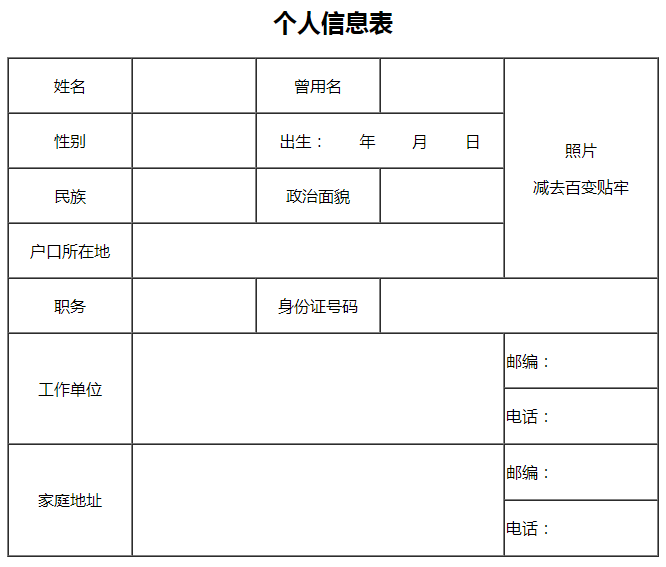 个人信息表
姓名
曾用名
性别
出生： 年 月 日
照片
减去百变贴牢
民族
政治面貌
户口所在地
职务
身份证号码
工作单位
邮编：
电话：
家庭地址
邮编：
电话：